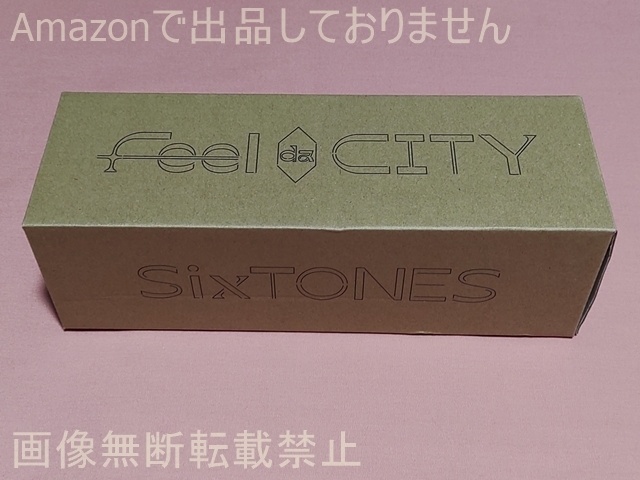 Amazonで出品しておりません
feel da CITY
SixTONES
画像無断転載禁止